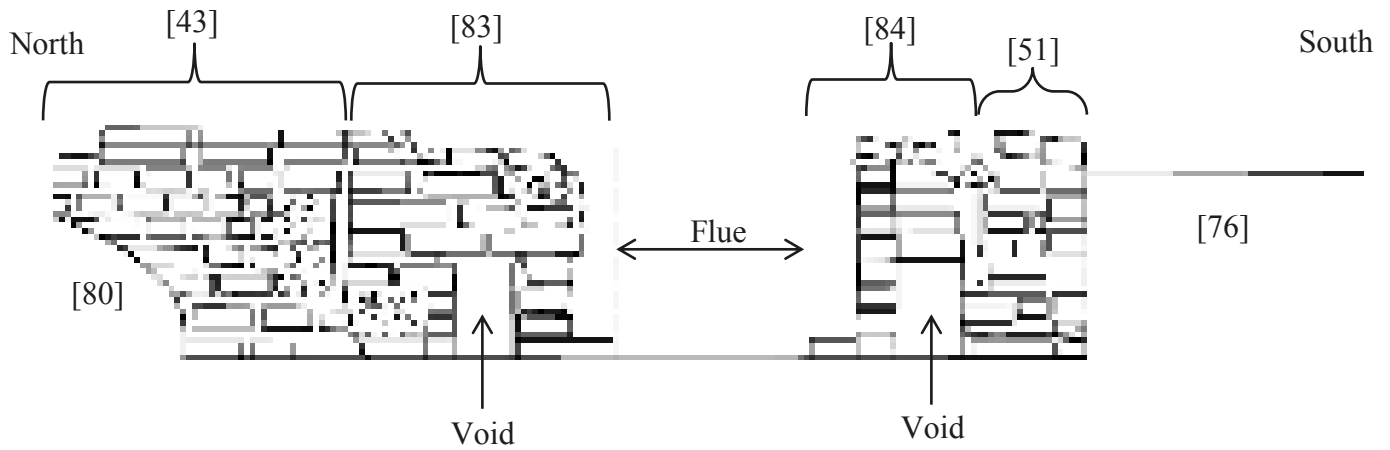 North
[43]
[83]
[84]
[51]
South
Flue
[76]
[80]
Void
Void